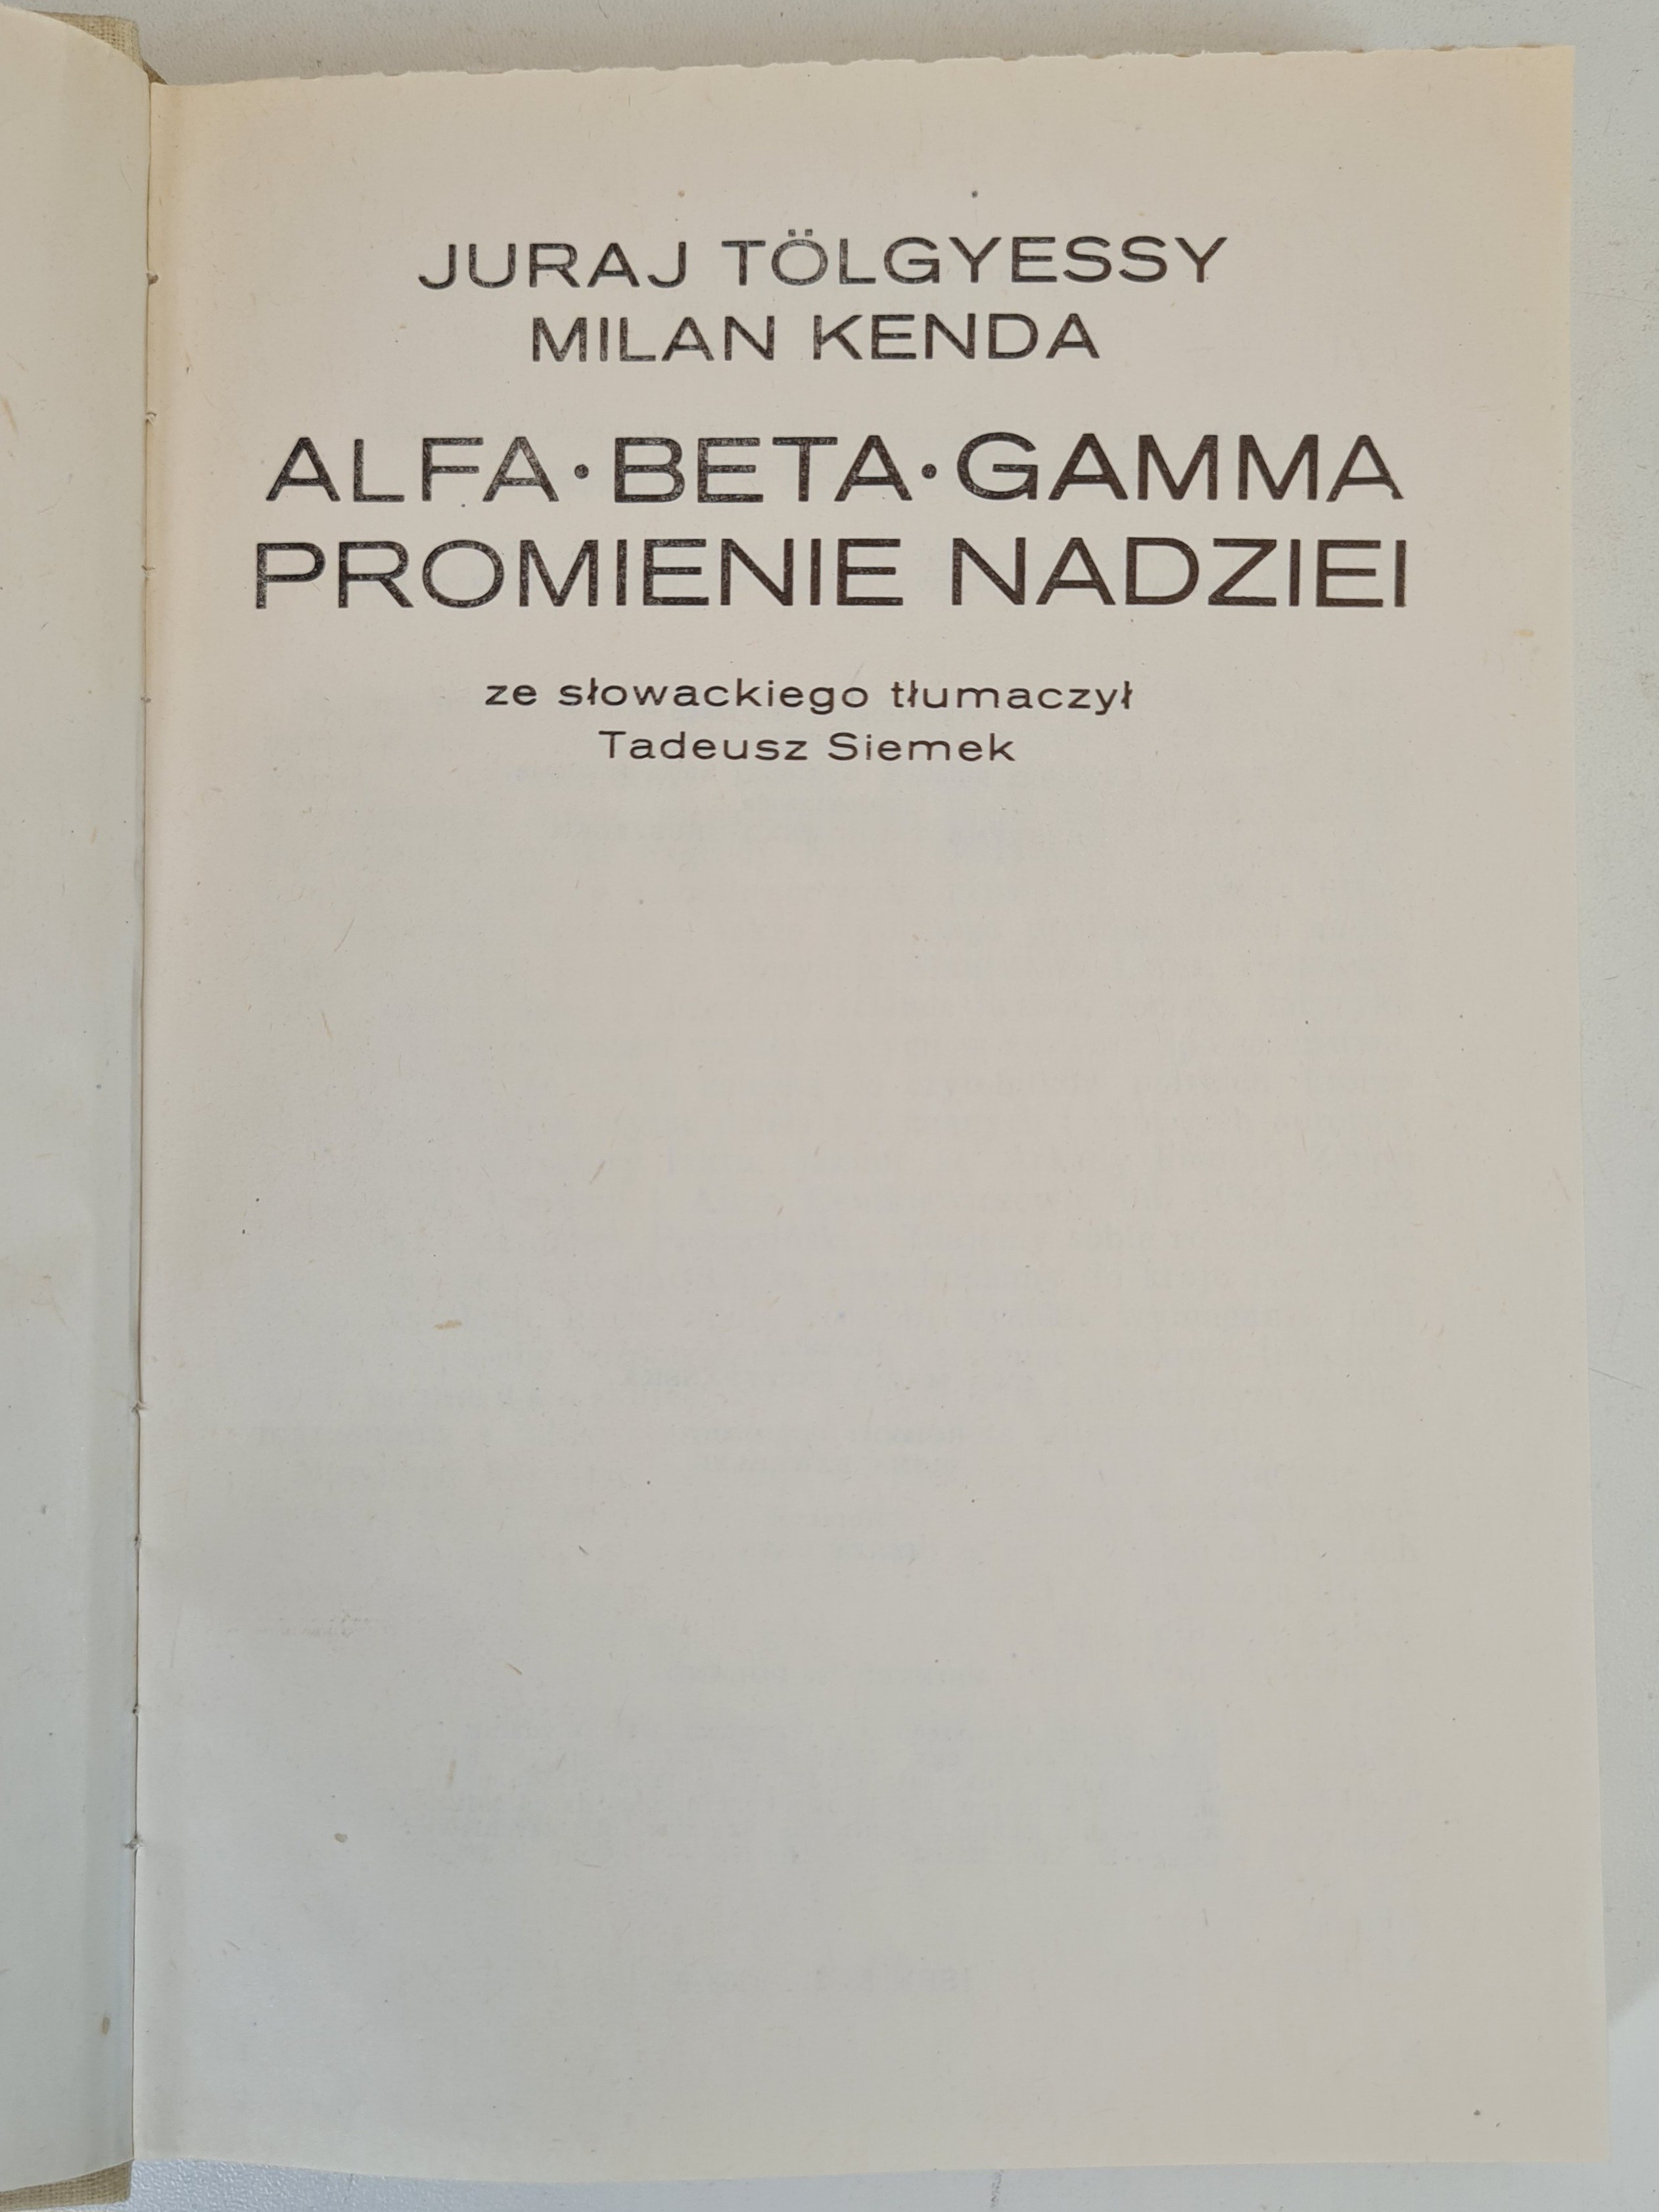 JURAJ TÖLGYESSY
MILAN KENDA
ALFA·BETA·GAMMA
PROMIENIE NADZIEI
ze słowackiego tłumaczył
Tadeusz Siemek